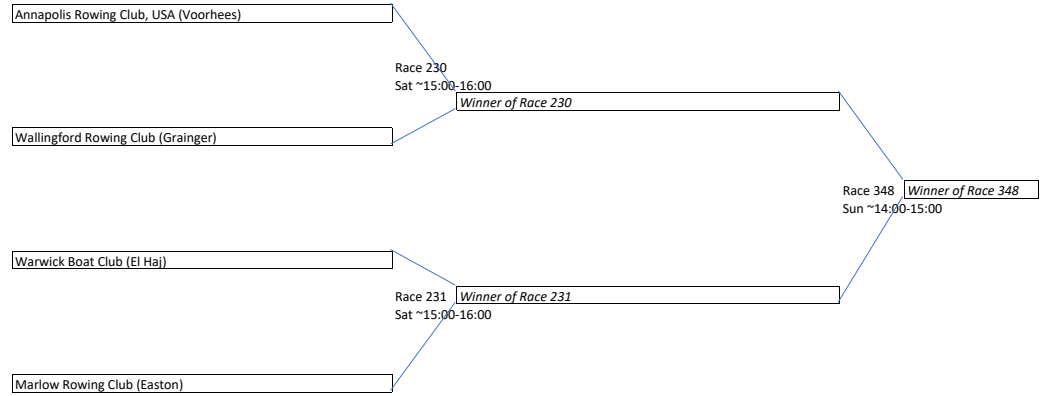 Annapolis Rowing Club, USA (Voorhees)
Race 230
Sat ~15:00-16:00
Winner of Race 230
Wallingford Rowing Club (Grainger)
Race 348
Winner of Race 348
Sun ~14:00-15:00
Warwick Boat Club (El Haj)
Race 231
Winner of Race 231
Sat ~15:00-16:00
Marlow Rowing Club (Easton)